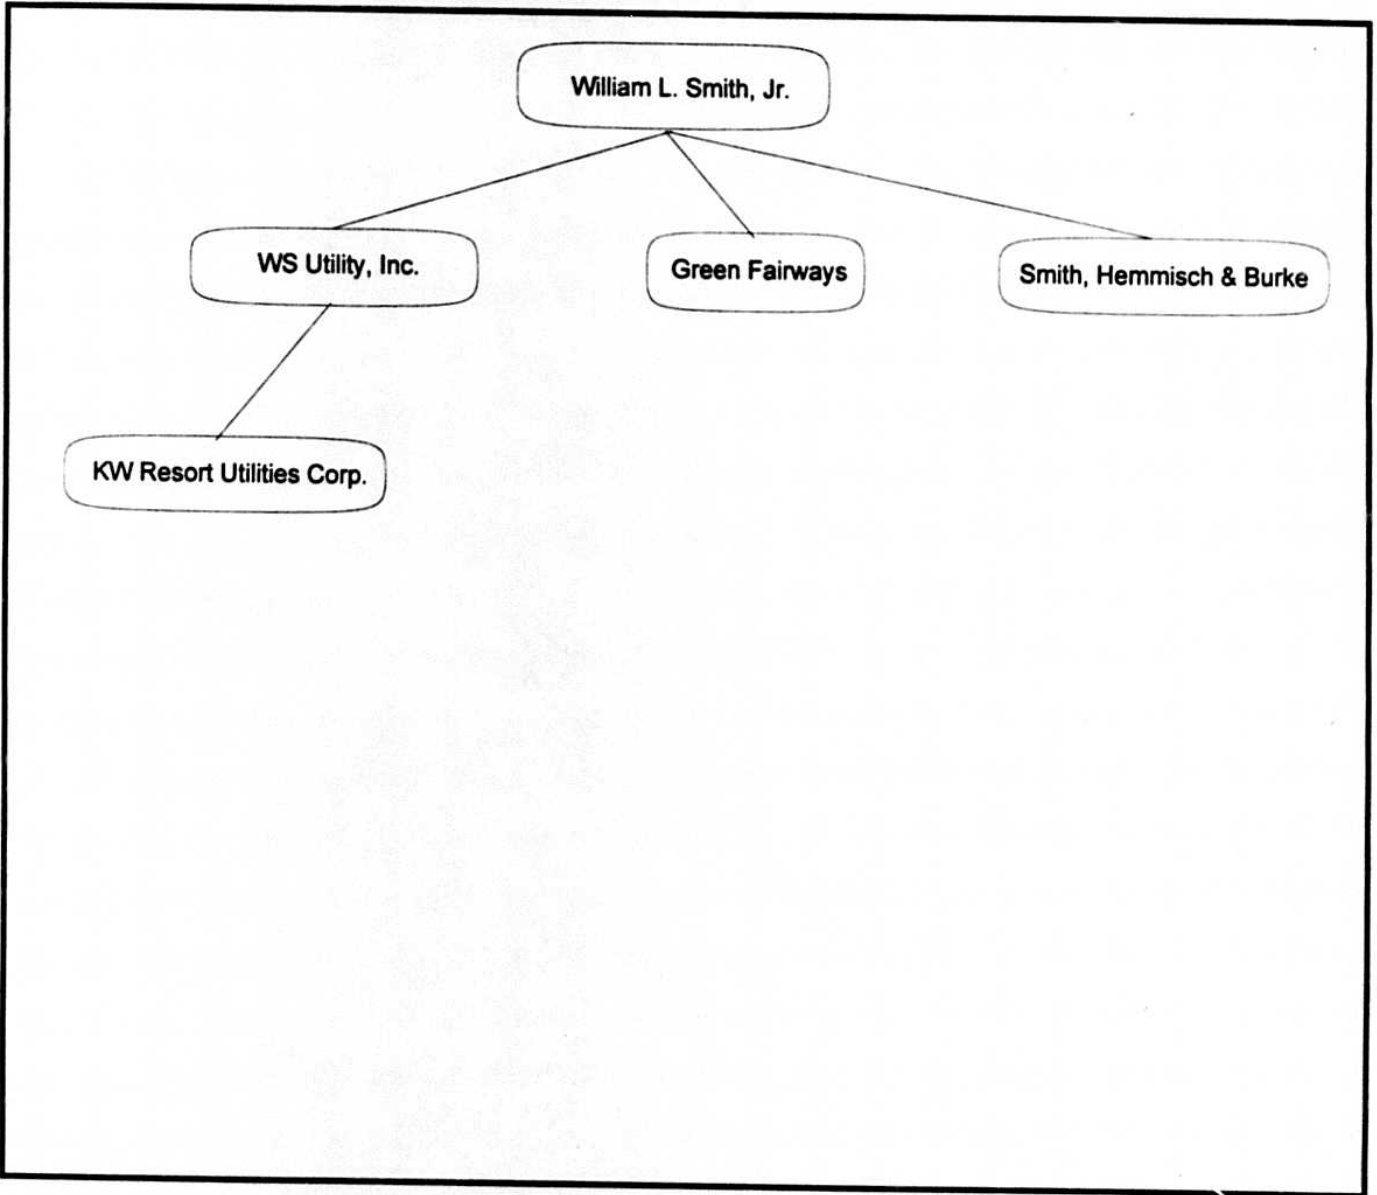 William L. Smith, Jr.
WS Utility, Inc.
Green Fairways
Smith, Hemmisch & Burke
KW Resort Utilities Corp.